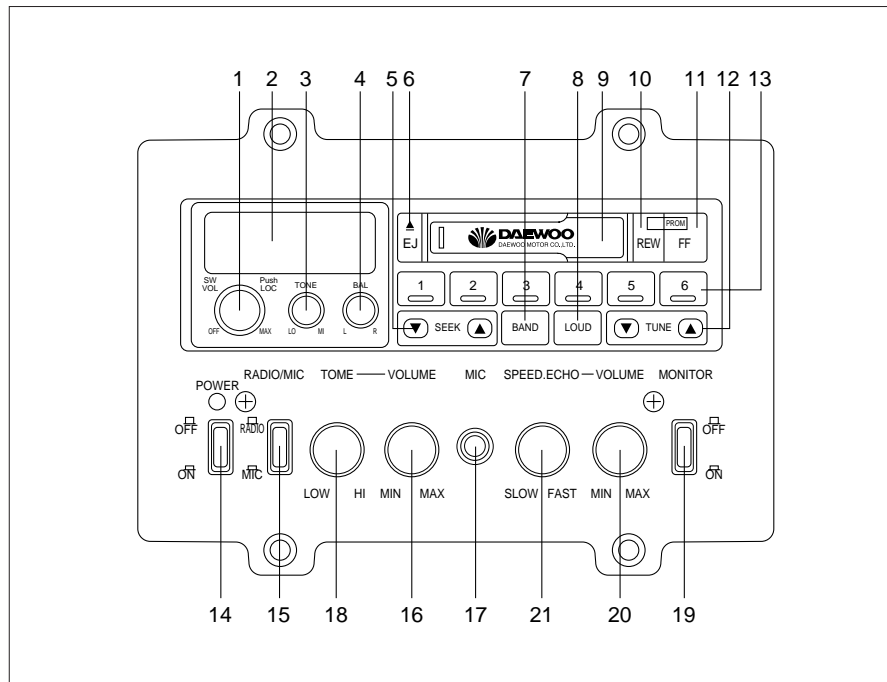 1 2 3 4 5 6 7 8 9 10 11 12 13
PROM
EJ DAEWOO REW FF
DAEWOO MOTOR CO.,LTD.
SW VOL Push LOC TONE BAL
1 2 3 4 5 6
OFF MAX LO MI L R
SEEK BAND LOUD TUNE
RADIO/MIC TOME VOLUME MIC SPEED.ECHO VOLUME MONITOR
POWER
OFF RADIO OFF
ON MIC ON
LOW HI MIN MAX SLOW FAST MIN MAX
14 15 18 16 17 21 20 19